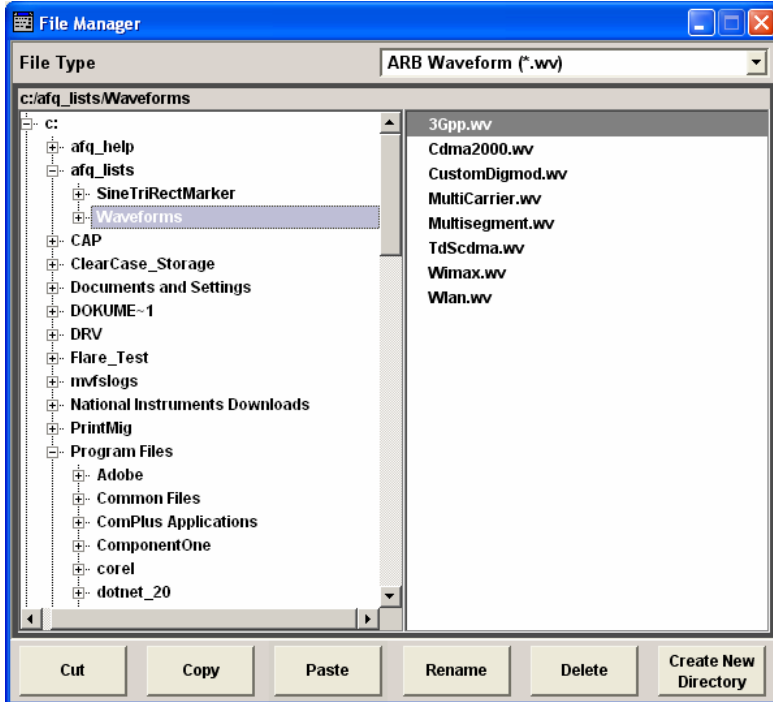 File Manager
File Type
ARB Waveform (*.wv)
c:/afq_lists/Waveforms
c:
afq_help
afq_lists
SineTriRectMarker
Waveforms
CAP
ClearCase_Storage
Documents and Settings
DOKUME~1
DRV
Flare_Test
mvfslogs
National Instruments Downloads
PrintMig
Program Files
Adobe
Common Files
ComPlus Applications
ComponentOne
corel
dotnet_20
3Gpp.wv
Cdma2000.wv
CustomDigmod.wv
MultiCarrier.wv
Multisegment.wv
TdScdma.wv
Wimax.wv
Wlan.wv
Cut
Copy
Paste
Rename
Delete
Create New
Directory